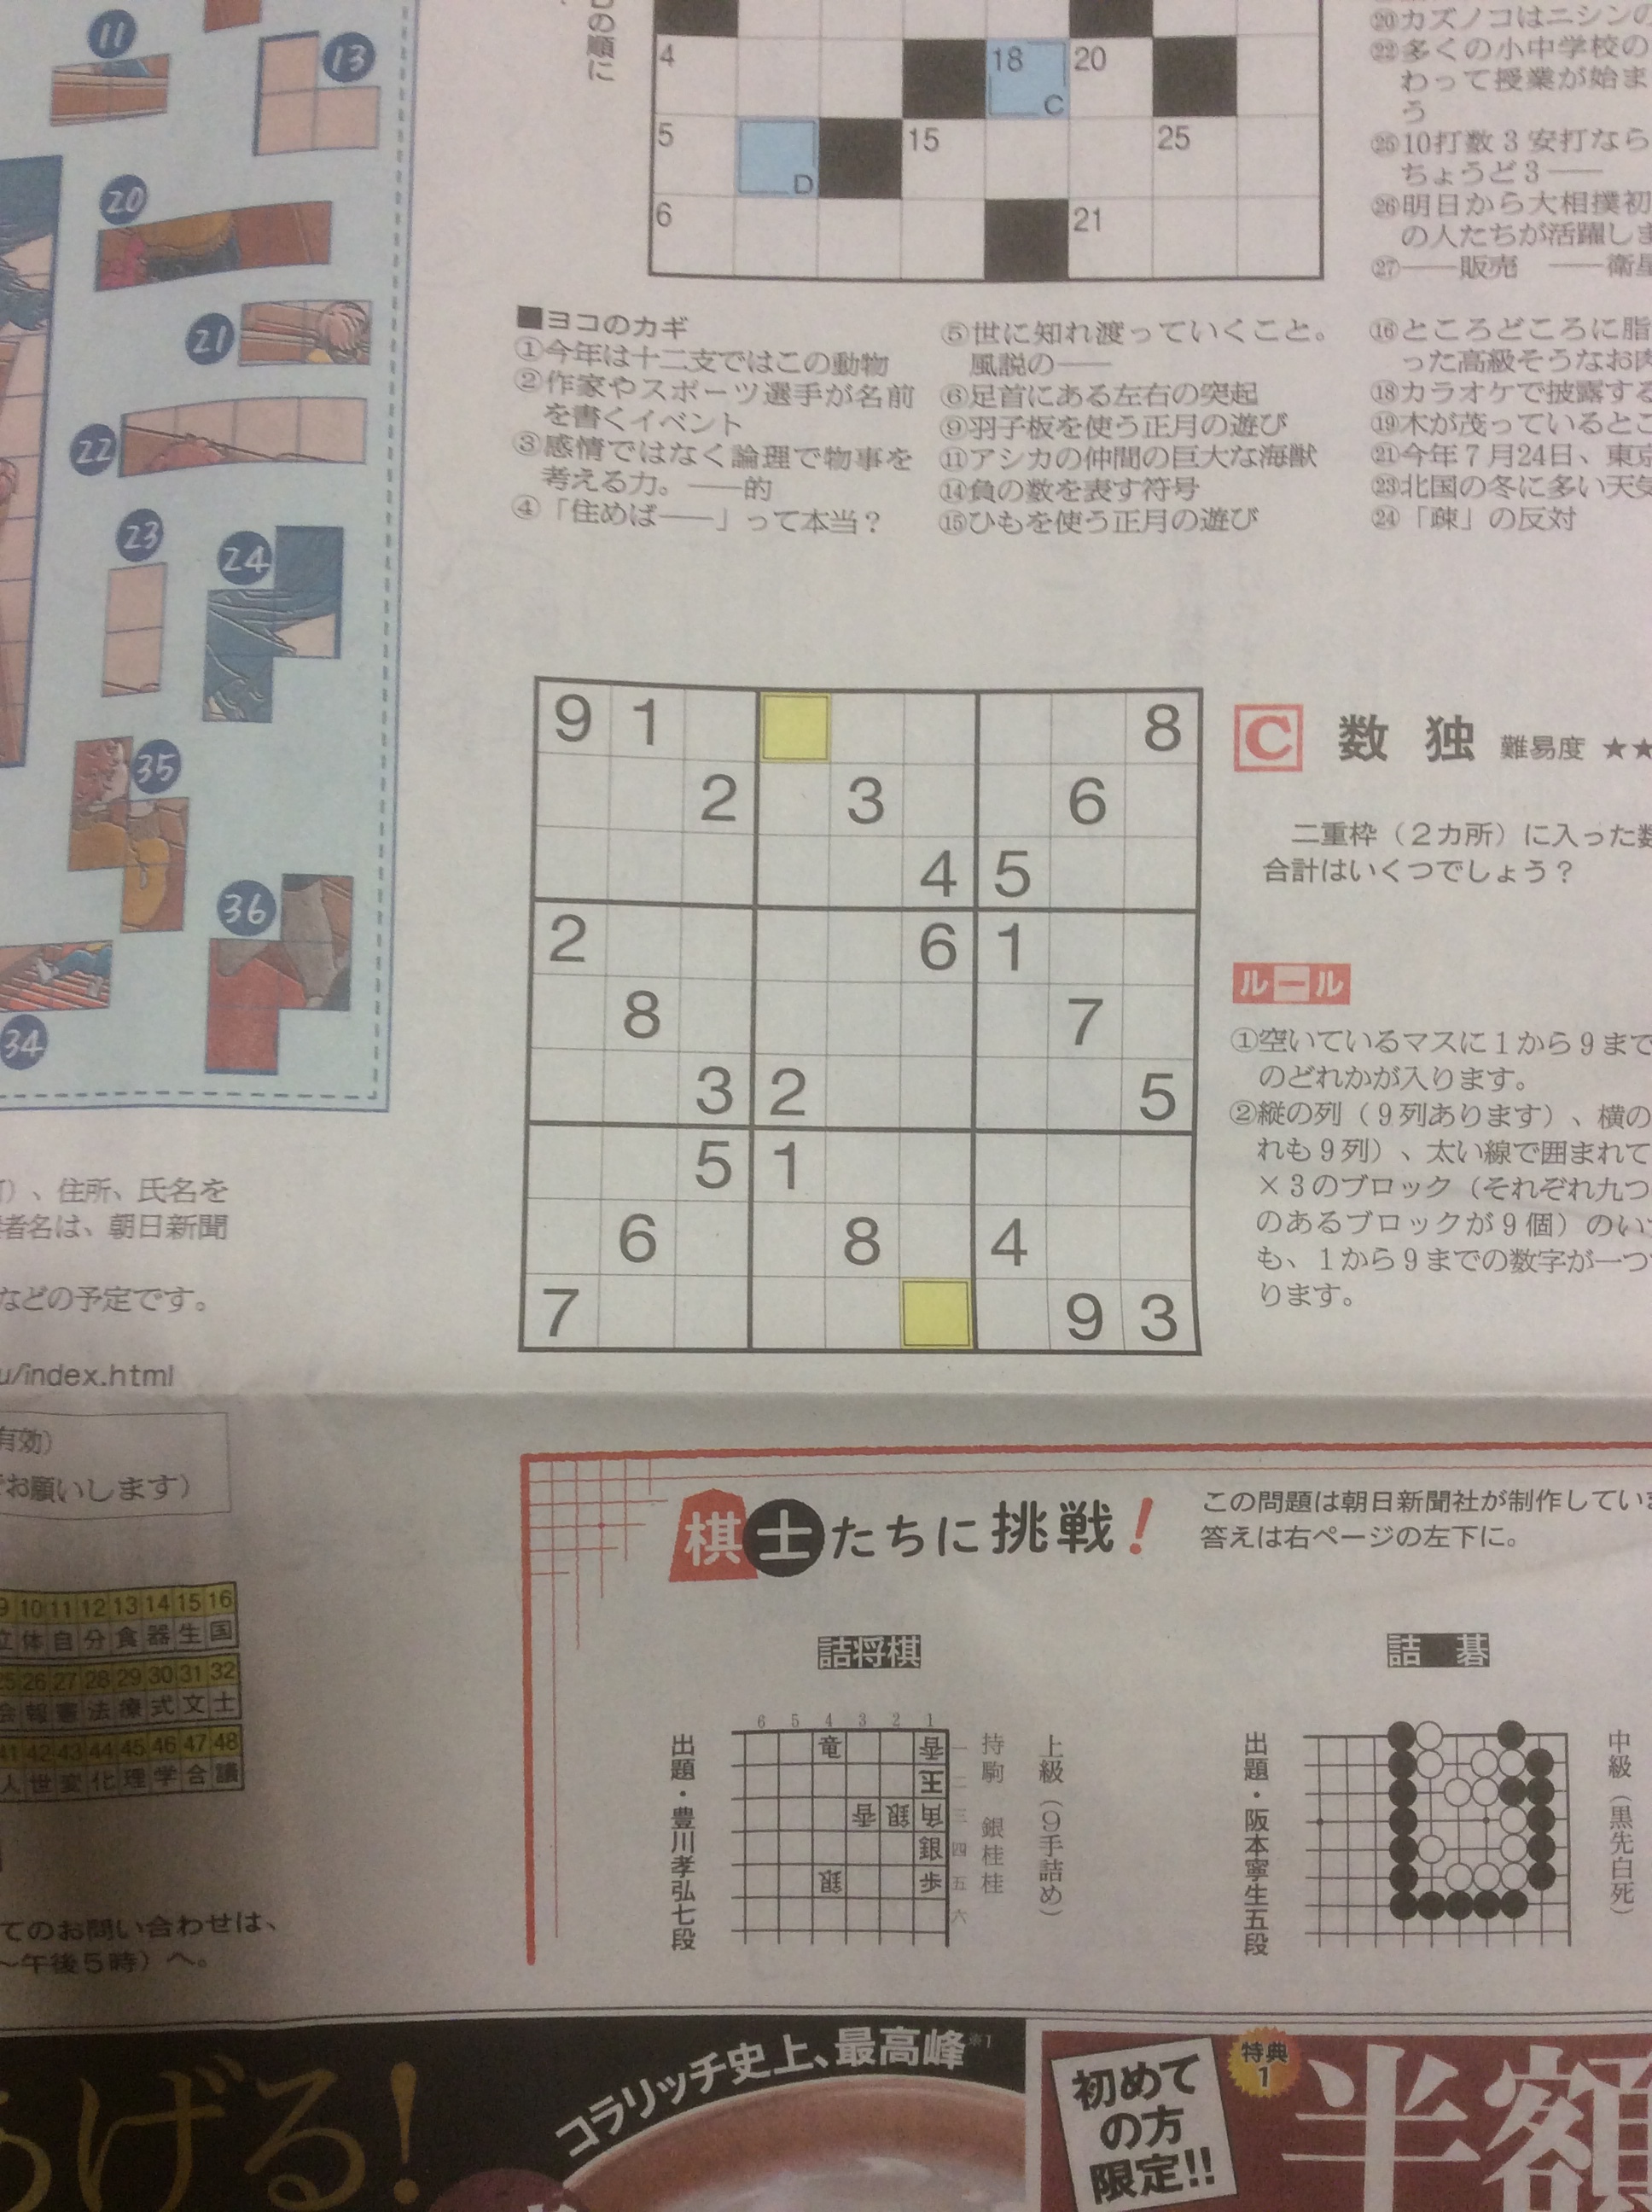 11
13
20
21
22
23
24
35
36
34
の順に
4
18
C
20
5
D
15
25
6
21
⑳カズノコはニシンの
㉒多くの小中学校の
わって授業が始ま
う
㉕10打数3安打なら
ちょうど3──
㉖明日から大相撲初
の人たちが活躍しま
㉗──販売 ──衛星
■ヨコのカギ
①今年は十二支ではこの動物
②作家やスポーツ選手が名前
を書くイベント
③感情ではなく論理で物事を
考える力。──的
④「住めば──」って本当？
⑤世に知れ渡っていくこと。
風説の──
⑥足首にある左右の突起
⑨羽子板を使う正月の遊び
⑪アシカの仲間の巨大な海獣
⑭負の数を表す符号
⑮ひもを使う正月の遊び
⑯ところどころに脂
った高級そうなお肉
⑱カラオケで披露する
⑲木が茂っているとこ
㉑今年7月24日、東京
㉓北国の冬に多い天気
㉔「疎」の反対
9 1 8
2 3 6
4 5
2 6 1
8 7
3 2 5
5 1
6 8 4
7 9 3
C 数独 難易度 ★★
二重枠（2カ所）に入った数
合計はいくつでしょう？
ルール
①空いているマスに1から9まで
のどれかが入ります。
②縦の列（9列あります）、横の
れも9列）、太い線で囲まれて
×3のブロック（それぞれ九つ
のあるブロックが9個）のい
も、1から9までの数字が一つ
ります。
）、住所、氏名を
者名は、朝日新聞
などの予定です。
u/index.html
有効）
お願いします）
9 10 11 12 13 14 15 16
立 体 自 分 食 器 生 国
25 26 27 28 29 30 31 32
会 報 憲 法 療 式 文 士
41 42 43 44 45 46 47 48
人 世 変 化 理 学 合 議
てのお問い合わせは、
～午後5時）へ。
棋士たちに挑戦！
この問題は朝日新聞社が制作してい
答えは右ページの左下に。
詰将棋
出題・豊川孝弘七段
6 5 4 3 2 1
竜 香
王
香 銀 角
銀
銀 歩
一
二
三
四
五
六
持駒 銀桂桂
上級（9手詰め）
詰碁
出題・阪本寧生五段
中級（黒先白死）
あげる！
コラリッチ史上、最高峰※1
初めて
の方
限定!!
特典
1
半額